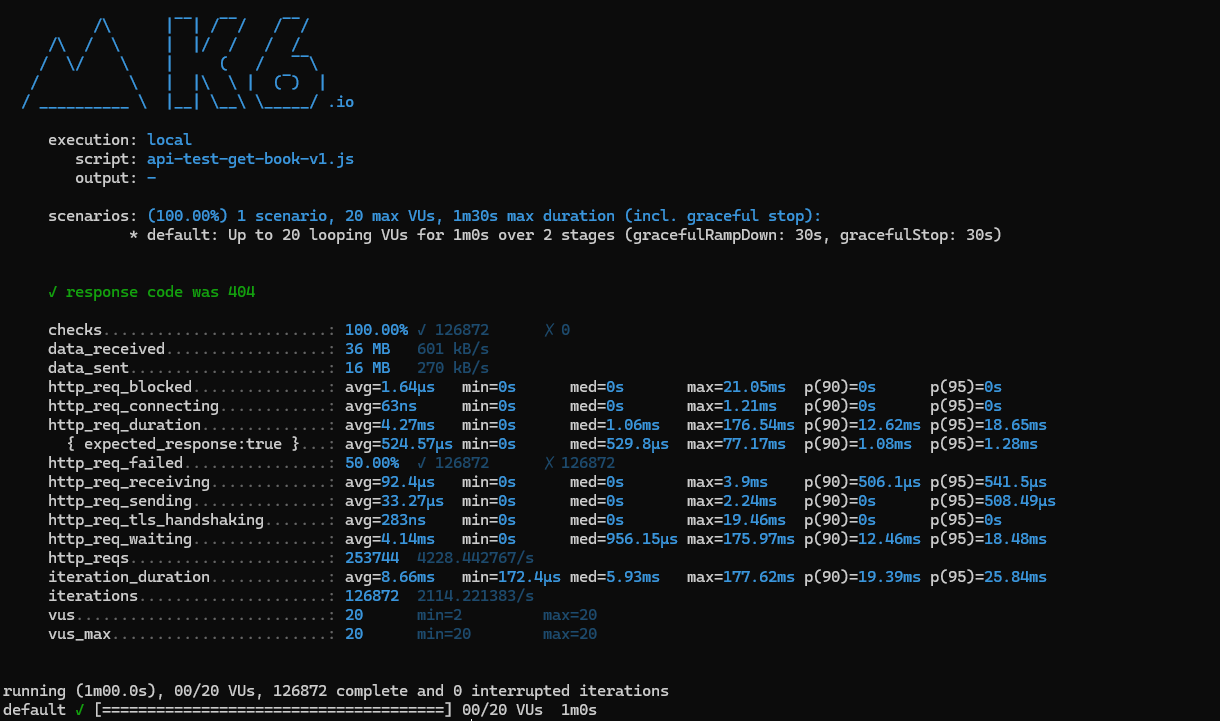 /\      |‾‾| /‾‾/   /‾‾/
     /\  /  \     |  |/  /   /  /
    /  \/    \    |     (   /   ‾‾\
   /          \   |  |\  \ |  (‾)  |
  / __________ \  |__| \__\ \_____/ .io
execution: local
script: api-test-get-book-v1.js
output: -
scenarios: (100.00%) 1 scenario, 20 max VUs, 1m30s max duration (incl. graceful stop):
* default: Up to 20 looping VUs for 1m0s over 2 stages (gracefulRampDown: 30s, gracefulStop: 30s)
✓ response code was 404
checks.........................: 100.00% ✓ 126872 ✗ 0
data_received..................: 36 MB 601 kB/s
data_sent......................: 16 MB 270 kB/s
http_req_blocked...............: avg=1.64µs min=0s med=0s max=21.05ms p(90)=0s p(95)=0s
http_req_connecting............: avg=63ns min=0s med=0s max=1.21ms p(90)=0s p(95)=0s
http_req_duration..............: avg=4.27ms min=0s med=1.06ms max=176.54ms p(90)=12.62ms p(95)=18.65ms
{ expected_response:true }...: avg=524.57µs min=0s med=529.8µs max=77.17ms p(90)=1.08ms p(95)=1.28ms
http_req_failed................: 50.00% ✓ 126872 ✗ 126872
http_req_receiving.............: avg=92.4µs min=0s med=0s max=3.9ms p(90)=506.1µs p(95)=541.5µs
http_req_sending...............: avg=33.27µs min=0s med=0s max=2.24ms p(90)=0s p(95)=508.49µs
http_req_tls_handshaking.......: avg=283ns min=0s med=0s max=19.46ms p(90)=0s p(95)=0s
http_req_waiting...............: avg=4.14ms min=0s med=956.15µs max=175.97ms p(90)=12.46ms p(95)=18.48ms
http_reqs......................: 253744 4228.442767/s
iteration_duration.............: avg=8.66ms min=172.4µs med=5.93ms max=177.62ms p(90)=19.39ms p(95)=25.84ms
iterations.....................: 126872 2114.221383/s
vus............................: 20 min=2 max=20
vus_max........................: 20 min=20 max=20
running (1m00.0s), 00/20 VUs, 126872 complete and 0 interrupted iterations
default ✓ [======================================] 00/20 VUs 1m0s